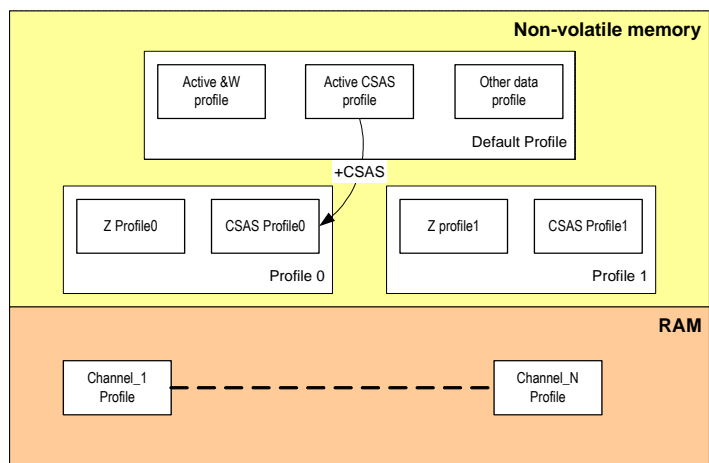 Non-volatile memory
Active &W
profile
Active CSAS
profile
Other data
profile
Default Profile
+CSAS
Z Profile0
CSAS Profile0
Profile 0
Z profile1
CSAS Profile1
Profile 1
RAM
Channel_1
Profile
Channel_N
Profile